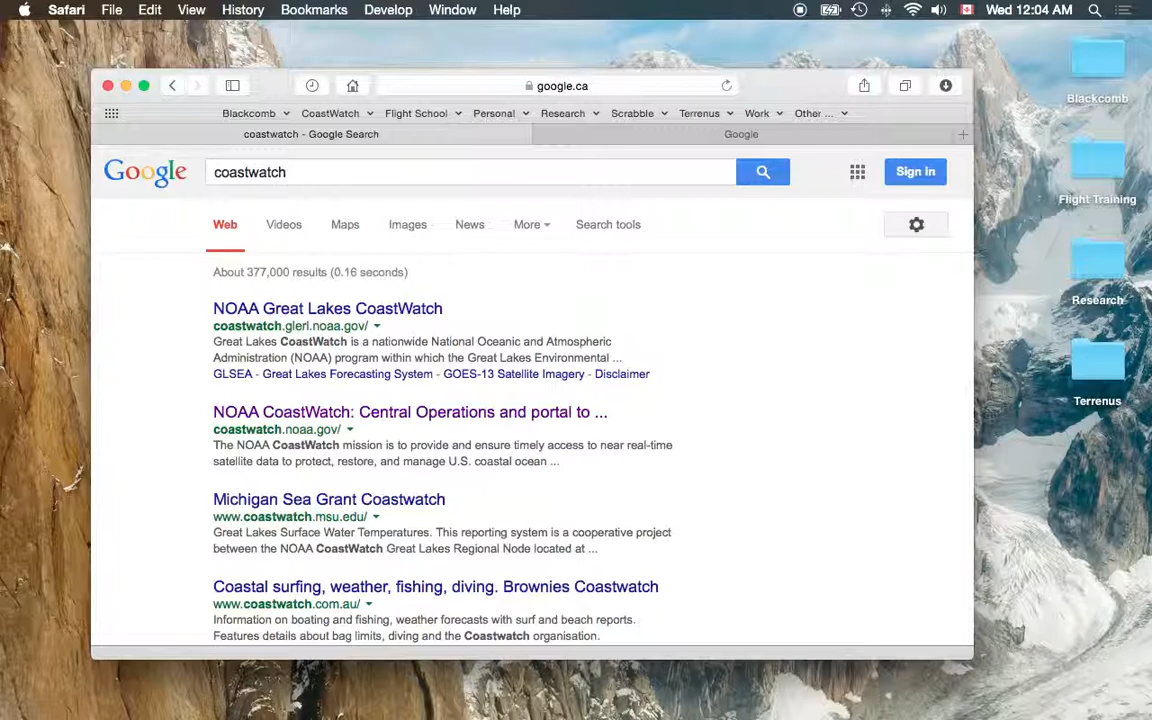 Safari File Edit View History Bookmarks Develop Window Help Wed 12:04 AM
google.ca
Blackcomb CoastWatch Flight School Personal Research Scrabble Terrenus Work Other ...
coastwatch - Google Search Google
Google coastwatch Sign in
Web Videos Maps Images News More Search tools
About 377,000 results (0.16 seconds)
NOAA Great Lakes CoastWatch
coastwatch.glerl.noaa.gov/
Great Lakes CoastWatch is a nationwide National Oceanic and Atmospheric
Administration (NOAA) program within which the Great Lakes Environmental ...
GLSEA - Great Lakes Forecasting System - GOES-13 Satellite Imagery - Disclaimer
NOAA CoastWatch: Central Operations and portal to ...
coastwatch.noaa.gov/
The NOAA CoastWatch mission is to provide and ensure timely access to near real-time
satellite data to protect, restore, and manage U.S. coastal ocean ...
Michigan Sea Grant Coastwatch
www.coastwatch.msu.edu/
Great Lakes Surface Water Temperatures. This reporting system is a cooperative project
between the NOAA CoastWatch Great Lakes Regional Node located at ...
Coastal surfing, weather, fishing, diving. Brownies Coastwatch
www.coastwatch.com.au/
Information on boating and fishing, weather forecasts with surf and beach reports.
Features details about bag limits, diving and the Coastwatch organisation.
Blackcomb
Flight Training
Research
Terrenus